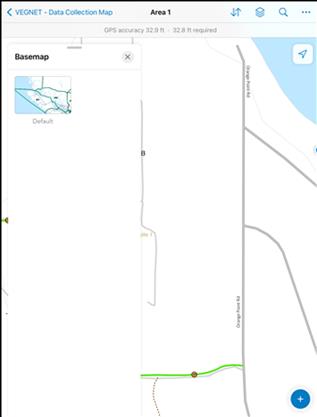 VEGNET - Data Collection Map
Area 1
GPS accuracy 32.9 ft · 32.8 ft required
Basemap
Default
Orange Point Rd
B
Orange Point Rd